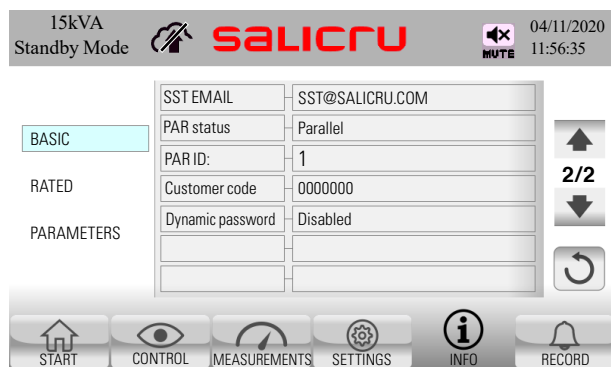 15kVA
Standby Mode
salicru
MUTE
04/11/2020
11:56:35
BASIC
RATED
PARAMETERS
SST EMAIL SST@SALICRU.COM
PAR status Parallel
PAR ID: 1
Customer code 0000000
Dynamic password Disabled
2/2
START CONTROL MEASUREMENTS SETTINGS INFO RECORD